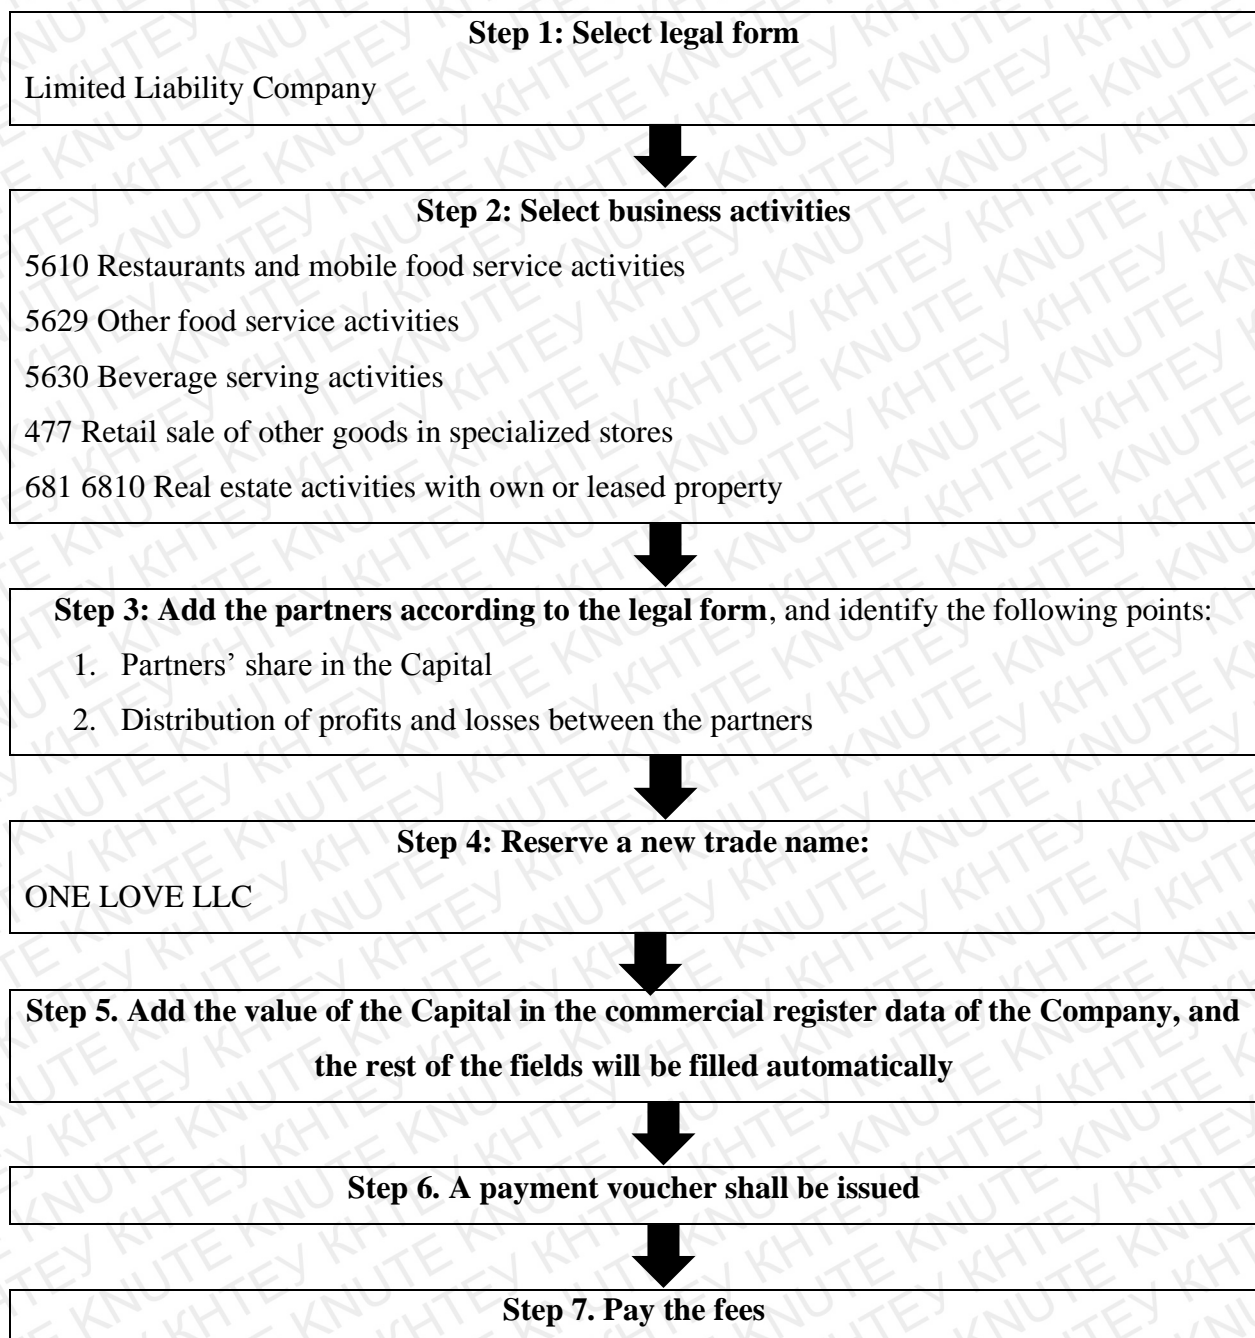 Step 1: Select legal form
Limited Liability Company
Step 2: Select business activities
5610 Restaurants and mobile food service activities
5629 Other food service activities
5630 Beverage serving activities
477 Retail sale of other goods in specialized stores
681 6810 Real estate activities with own or leased property
Step 3: Add the partners according to the legal form, and identify the following points:
1. Partners’ share in the Capital
2. Distribution of profits and losses between the partners
Step 4: Reserve a new trade name:
ONE LOVE LLC
Step 5. Add the value of the Capital in the commercial register data of the Company, and
the rest of the fields will be filled automatically
Step 6. A payment voucher shall be issued
Step 7. Pay the fees